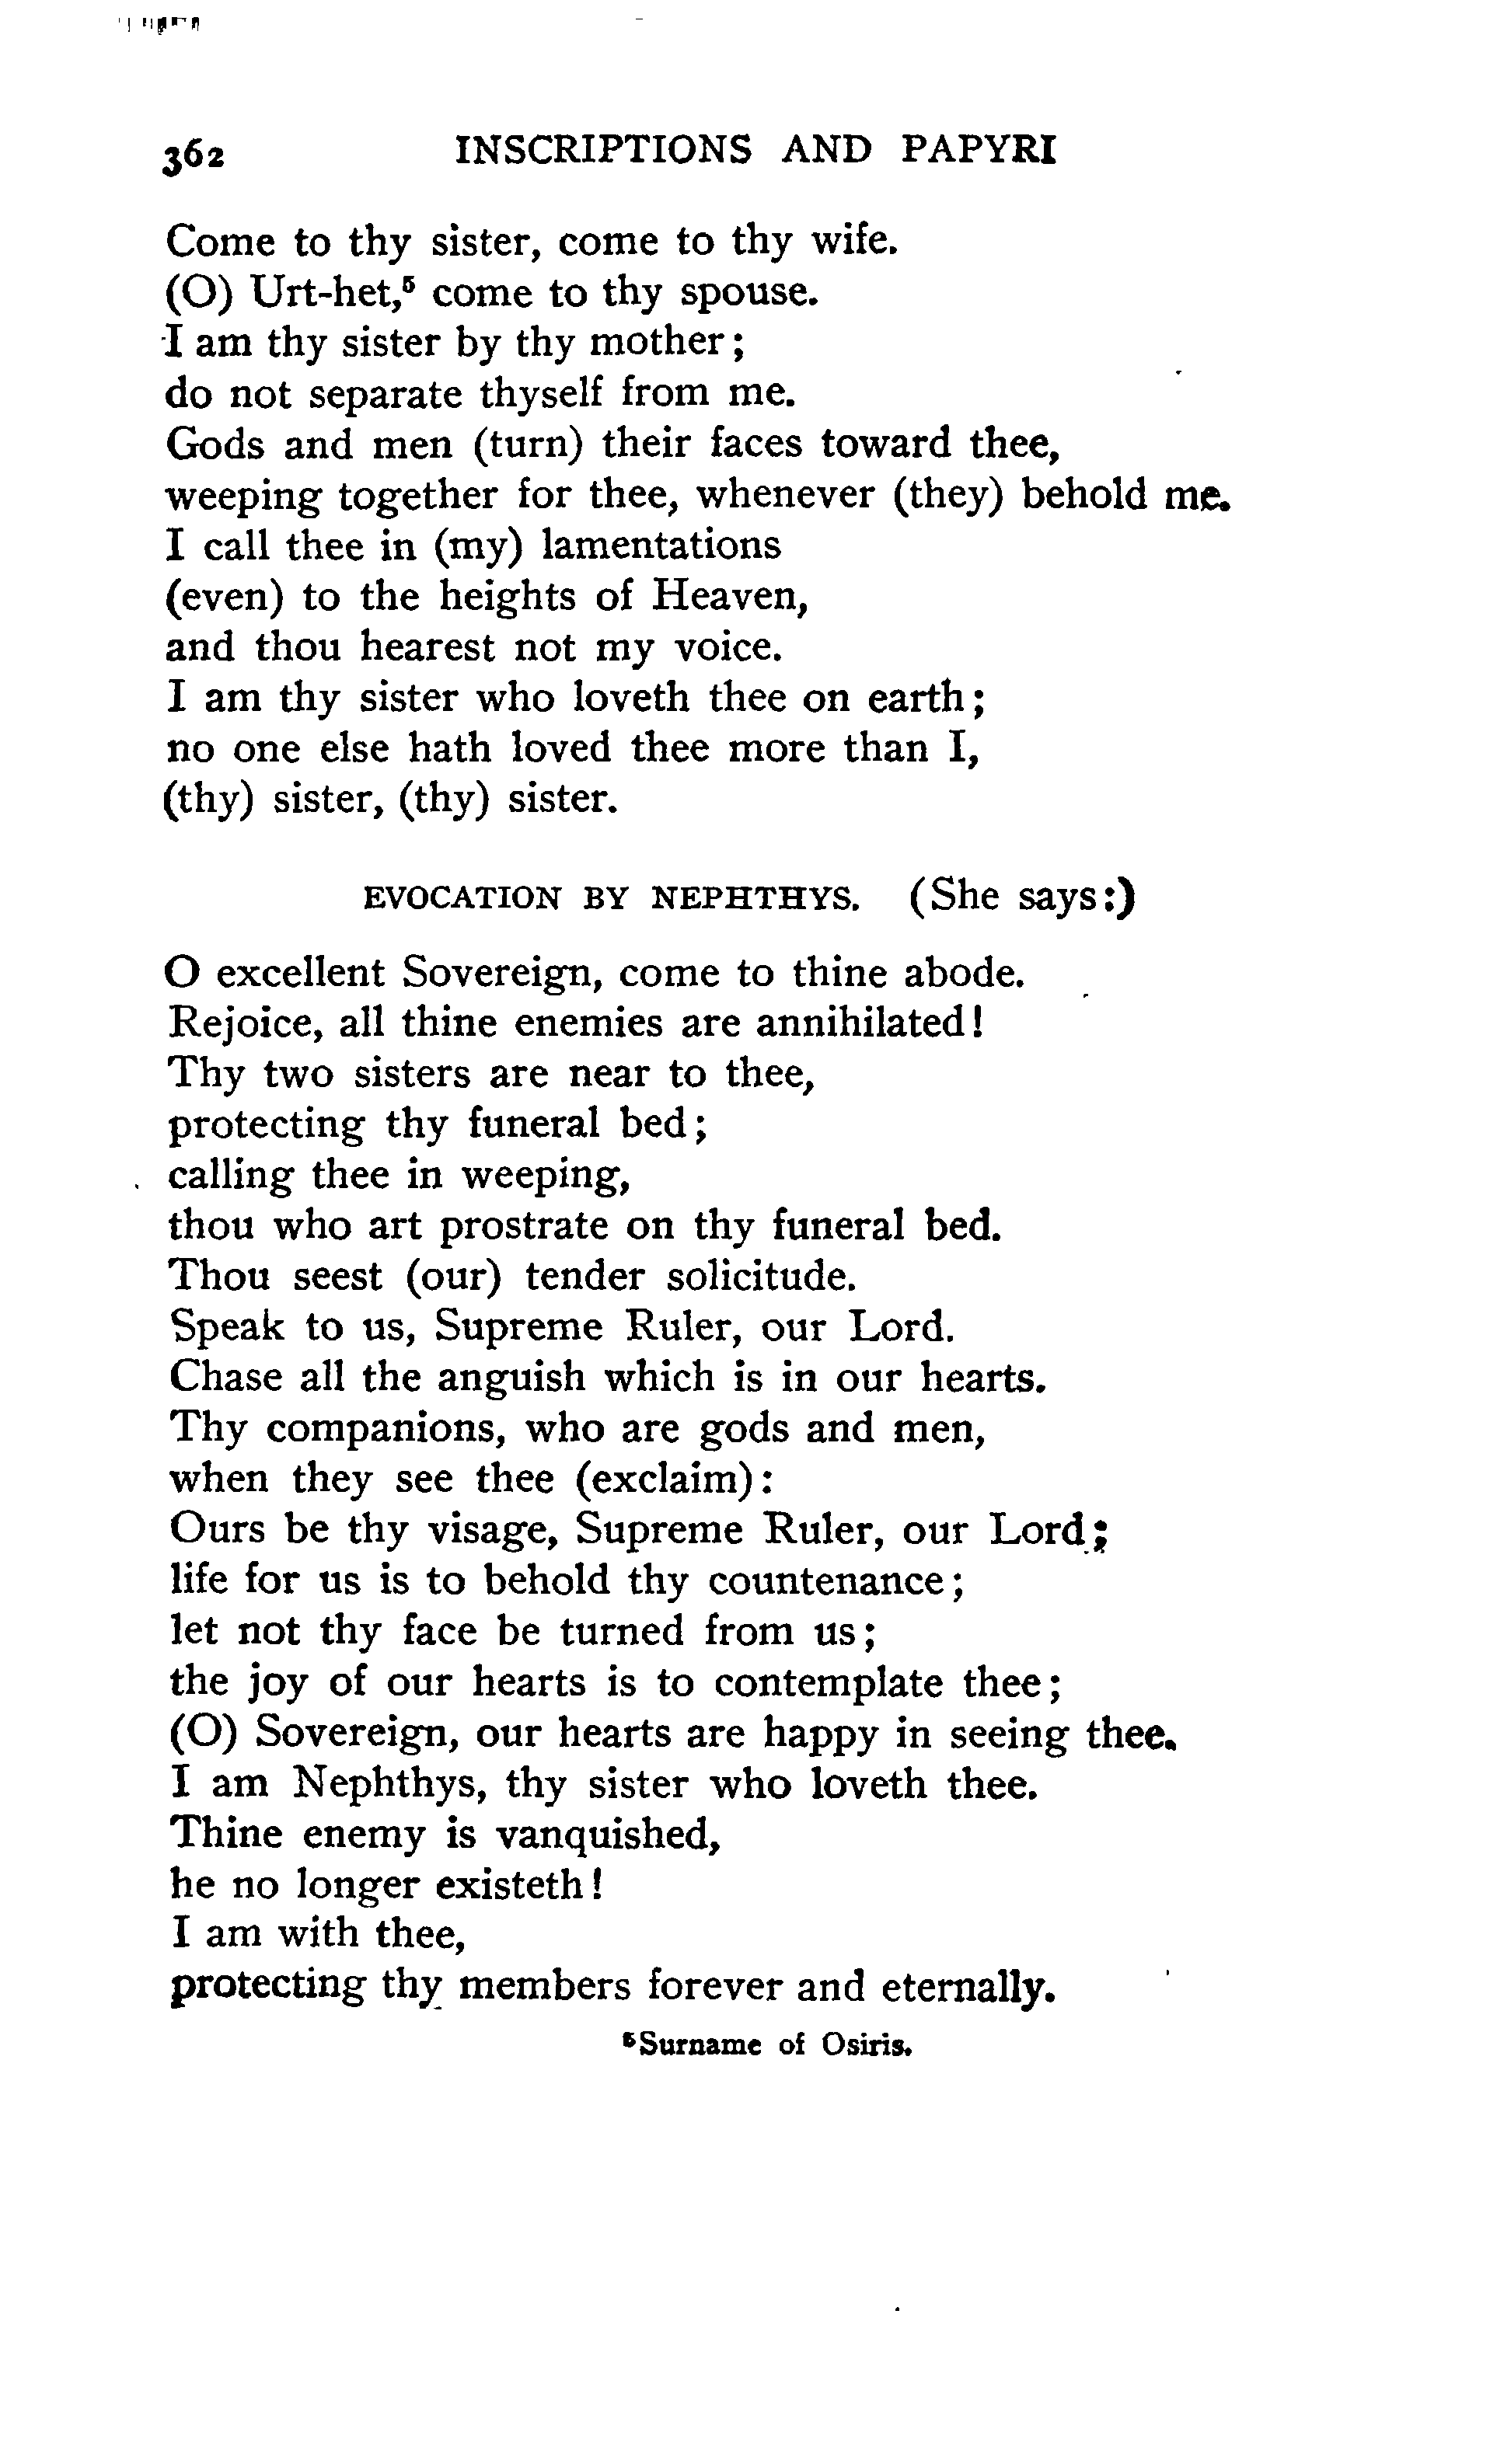 362 INSCRIPTIONS AND PAPYRI
Come to thy sister, come to thy wife.
(O) Urt-het,⁵ come to thy spouse.
I am thy sister by thy mother;
do not separate thyself from me.
Gods and men (turn) their faces toward thee,
weeping together for thee, whenever (they) behold me.
I call thee in (my) lamentations
(even) to the heights of Heaven,
and thou hearest not my voice.
I am thy sister who loveth thee on earth;
no one else hath loved thee more than I,
(thy) sister, (thy) sister.
EVOCATION BY NEPHTHYS. (She says:)
O excellent Sovereign, come to thine abode.
Rejoice, all thine enemies are annihilated!
Thy two sisters are near to thee,
protecting thy funeral bed;
calling thee in weeping,
thou who art prostrate on thy funeral bed.
Thou seest (our) tender solicitude.
Speak to us, Supreme Ruler, our Lord.
Chase all the anguish which is in our hearts.
Thy companions, who are gods and men,
when they see thee (exclaim):
Ours be thy visage, Supreme Ruler, our Lord;
life for us is to behold thy countenance;
let not thy face be turned from us;
the joy of our hearts is to contemplate thee;
(O) Sovereign, our hearts are happy in seeing thee.
I am Nephthys, thy sister who loveth thee.
Thine enemy is vanquished,
he no longer existeth!
I am with thee,
protecting thy members forever and eternally.
⁵Surname of Osiris.